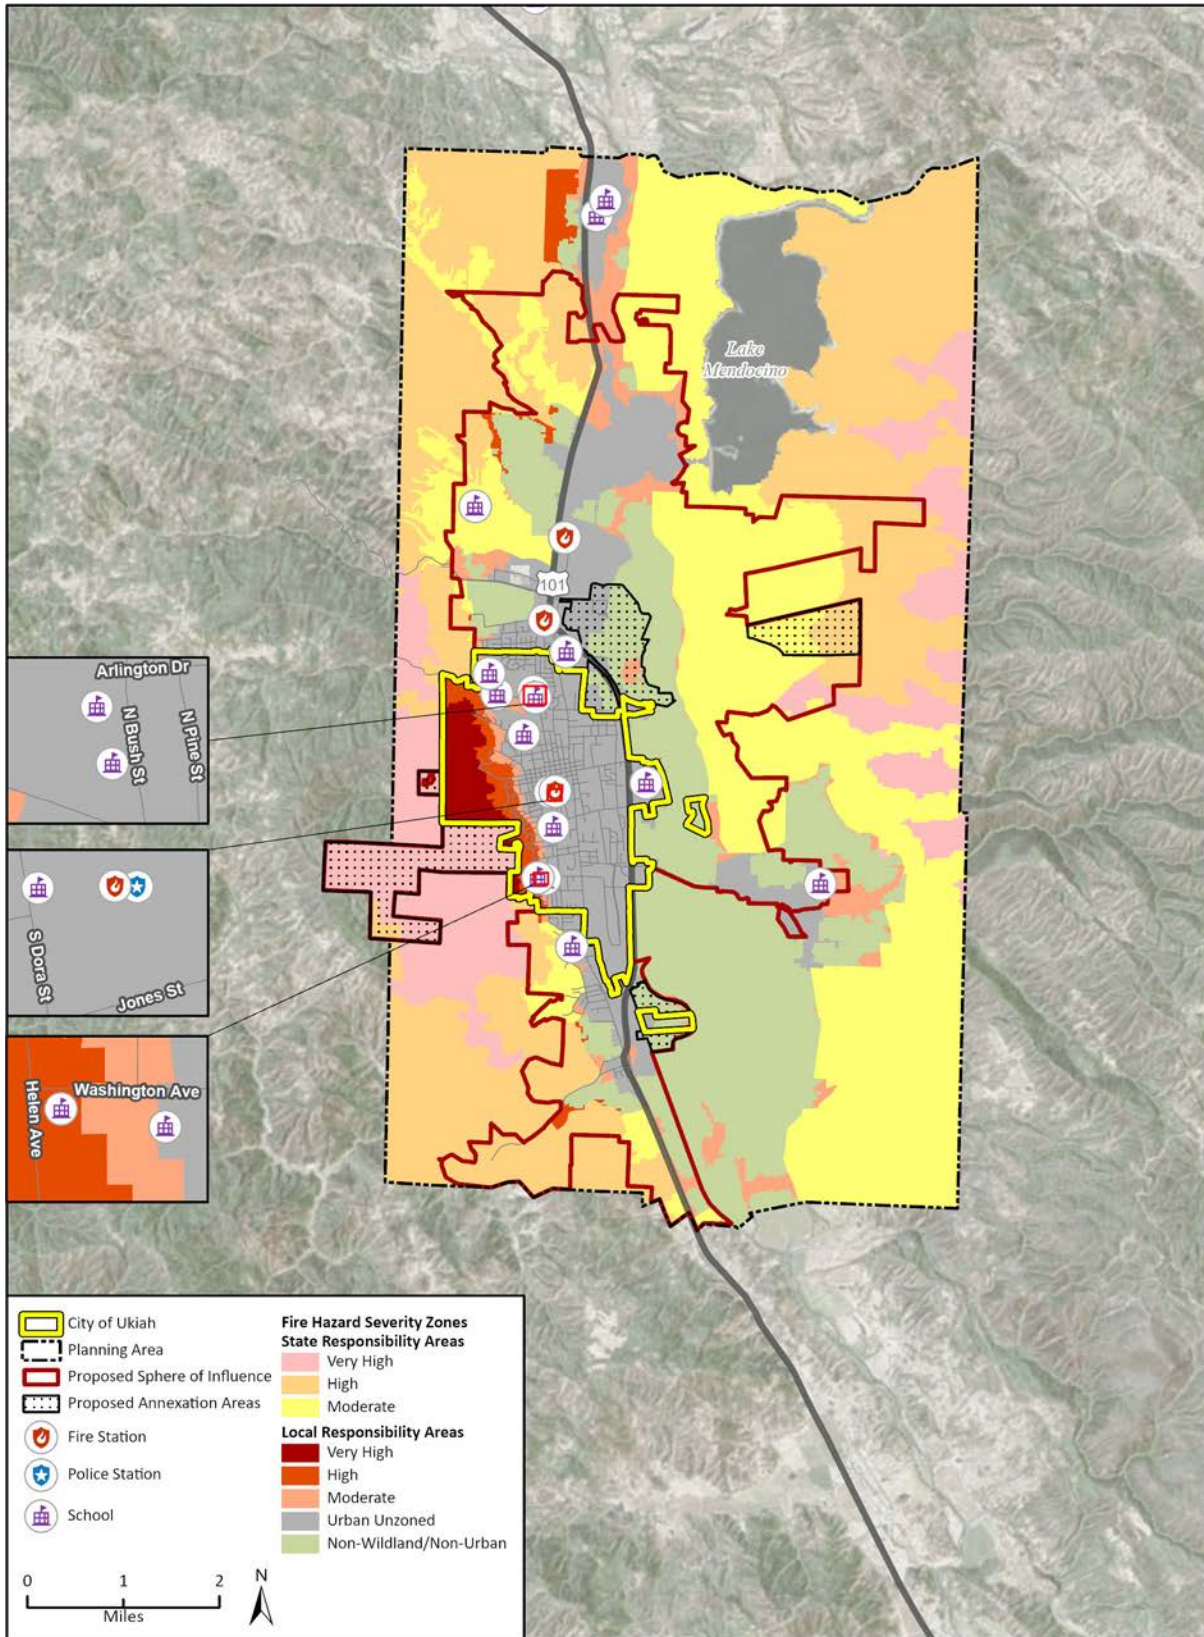 Lake
Mendocino
101
Arlington Dr
N Bush St
N Pine St
S Dora St
Jones St
Washington Ave
Helen Ave
City of Ukiah
Planning Area
Proposed Sphere of Influence
Proposed Annexation Areas
Fire Station
Police Station
School
Fire Hazard Severity Zones
State Responsibility Areas
Very High
High
Moderate
Local Responsibility Areas
Very High
High
Moderate
Urban Unzoned
Non-Wildland/Non-Urban
0 1 2
Miles
N